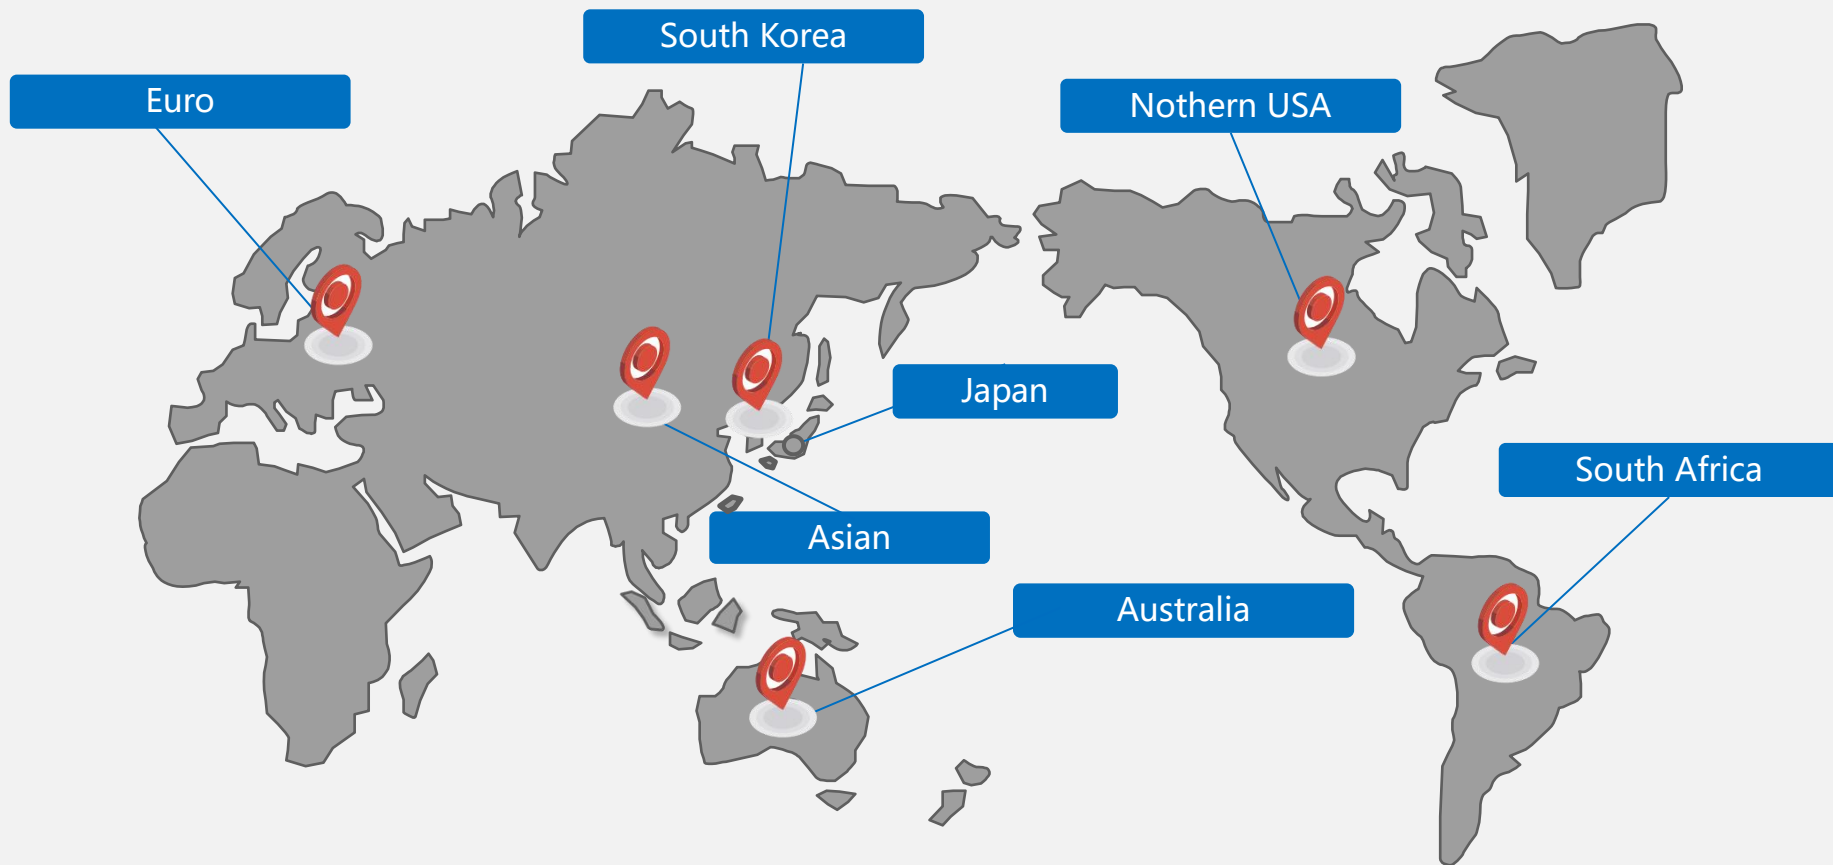 South Korea
Euro
Nothern USA
Japan
South Africa
Asian
Australia